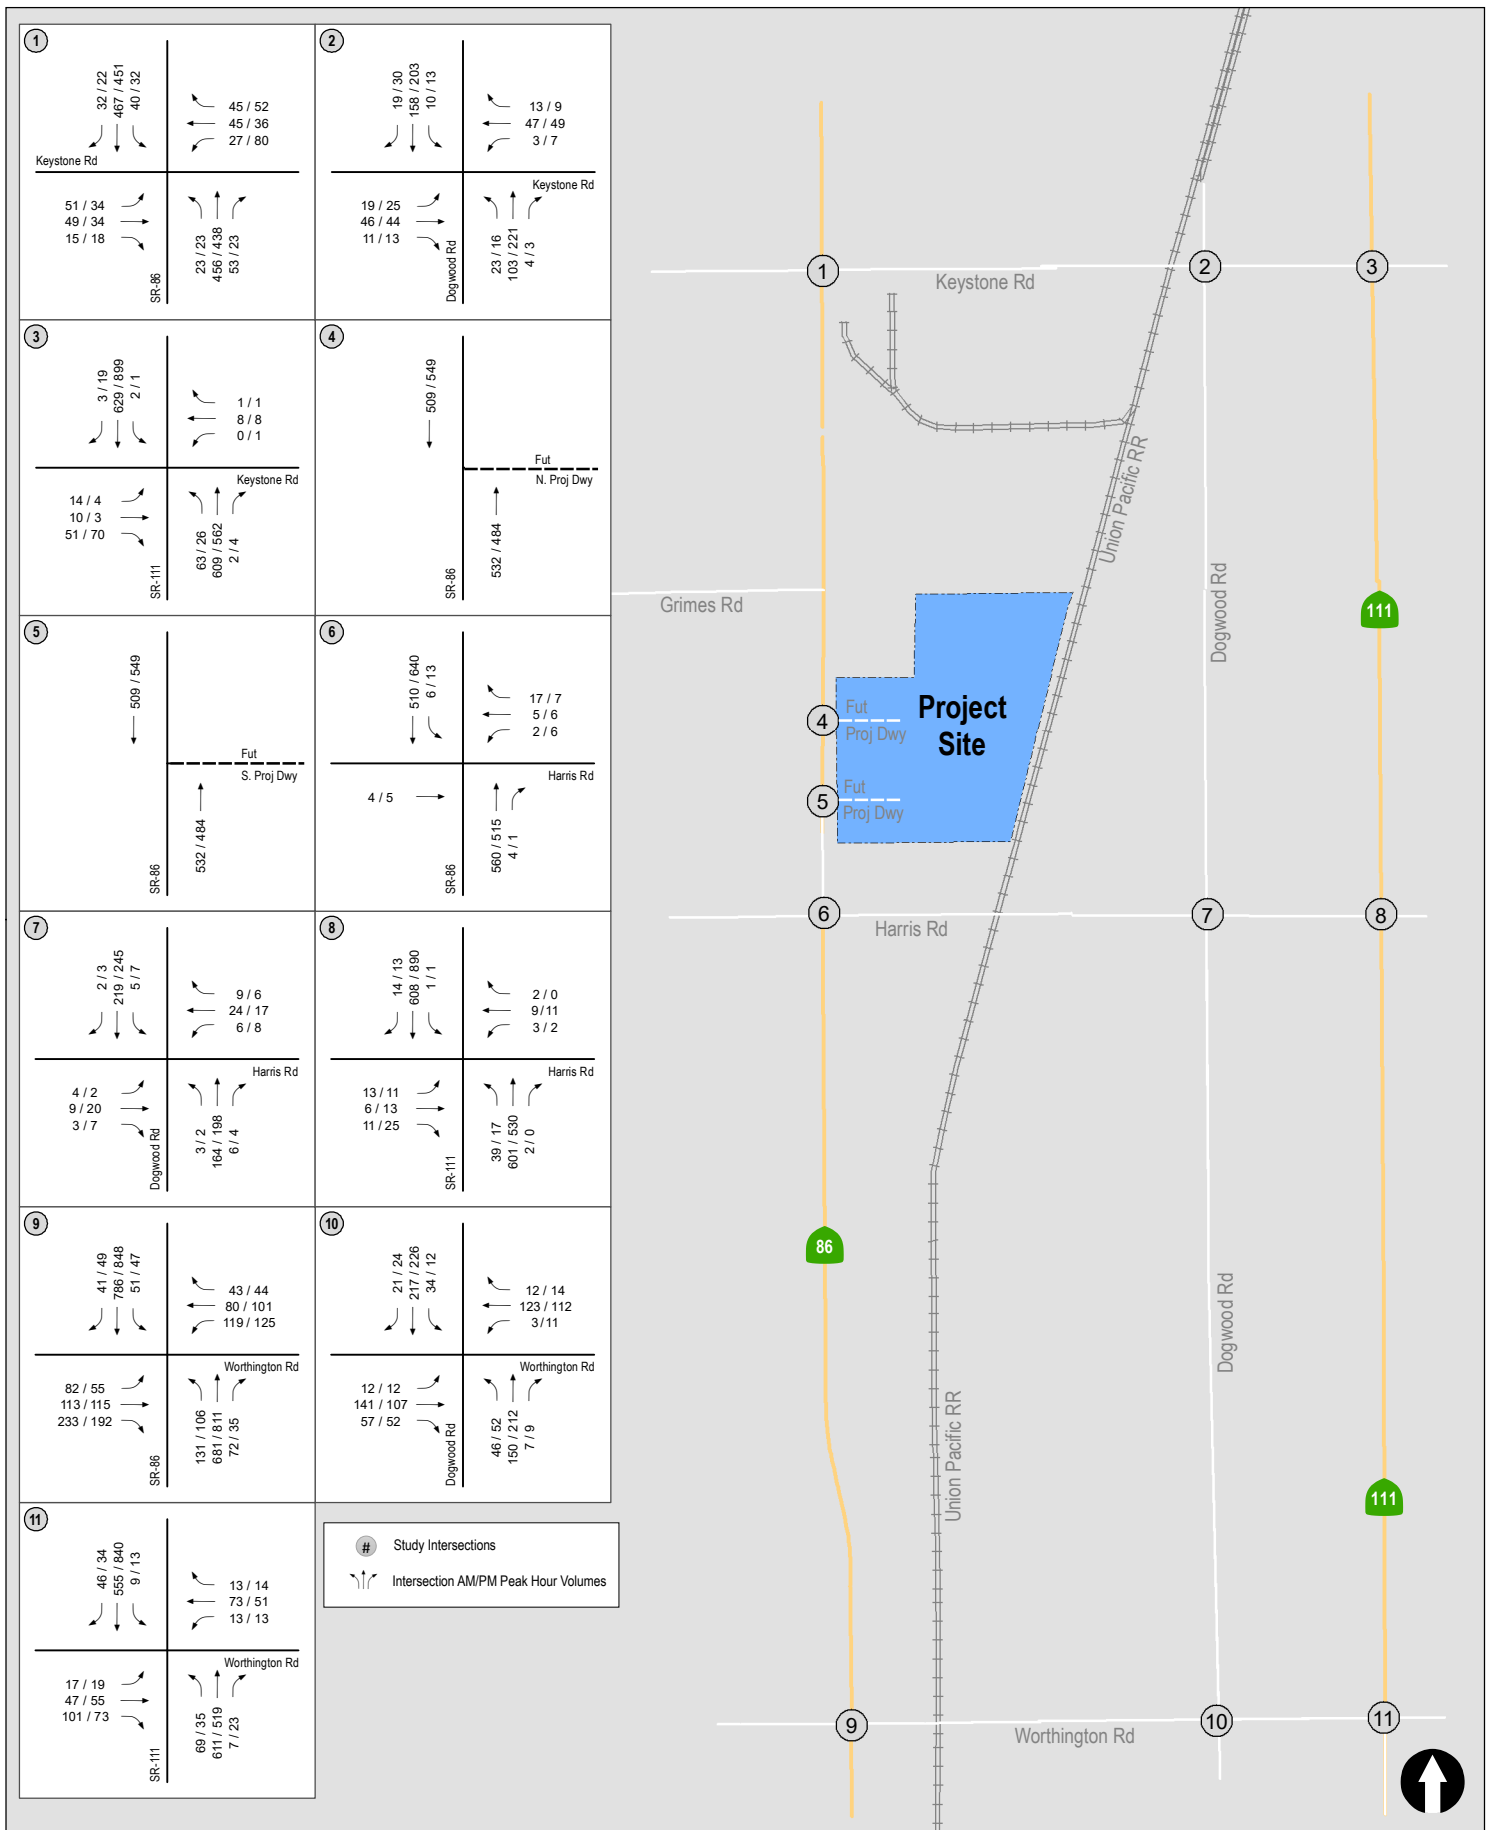 1
32 / 22
467 / 451
40 / 32
45 / 52
45 / 36
27 / 80
Keystone Rd
51 / 34
49 / 34
15 / 18
23 / 23
456 / 438
53 / 23
SR-86
2
19 / 30
158 / 203
10 / 13
13 / 9
47 / 49
3 / 7
Keystone Rd
19 / 25
46 / 44
11 / 13
23 / 16
103 / 221
4 / 3
Dogwood Rd
3
3 / 19
629 / 899
2 / 1
1 / 1
8 / 8
0 / 1
Keystone Rd
14 / 4
10 / 3
51 / 70
63 / 26
609 / 562
2 / 4
SR-111
4
509 / 549
Fut
N. Proj Dwy
532 / 484
SR-86
5
509 / 549
Fut
S. Proj Dwy
532 / 484
SR-86
6
510 / 640
6 / 13
17 / 7
5 / 6
2 / 6
Harris Rd
4 / 5
560 / 515
4 / 1
SR-86
7
2 / 3
219 / 245
5 / 7
9 / 6
24 / 17
6 / 8
Harris Rd
4 / 2
9 / 20
3 / 7
3 / 2
164 / 198
6 / 4
Dogwood Rd
8
14 / 13
608 / 890
1 / 1
2 / 0
9/11
3 / 2
Harris Rd
13 / 11
6 / 13
11 / 25
39 / 17
601 / 530
2 / 0
SR-111
9
41 / 49
786 / 848
51 / 47
43 / 44
80 / 101
119 / 125
Worthington Rd
82 / 55
113 / 115
233 / 192
131 / 106
681 / 811
72 / 35
SR-86
10
21 / 24
217 / 226
34 / 12
12 / 14
123 / 112
3/11
Worthington Rd
12 / 12
141 / 107
57 / 52
46 / 52
150 / 212
7 / 9
Dogwood Rd
11
46 / 34
555 / 840
9 / 13
13 / 14
73 / 51
13 / 13
Worthington Rd
17 / 19
47 / 55
101 / 73
69 / 35
611 / 519
7 / 23
SR-111
# Study Intersections
Intersection AM/PM Peak Hour Volumes
1
2
3
Keystone Rd
Union Pacific RR
Grimes Rd
Dogwood Rd
111
Project
Site
4
Fut
Proj Dwy
5
Fut
Proj Dwy
6
7
8
Harris Rd
86
Dogwood Rd
Union Pacific RR
111
9
10
11
Worthington Rd